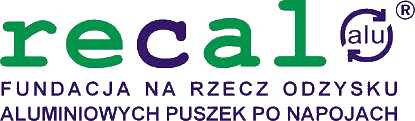 recal alu ®
FUNDACJA NA RZECZ ODZYSKU
ALUMINIOWYCH PUSZEK PO NAPOJACH